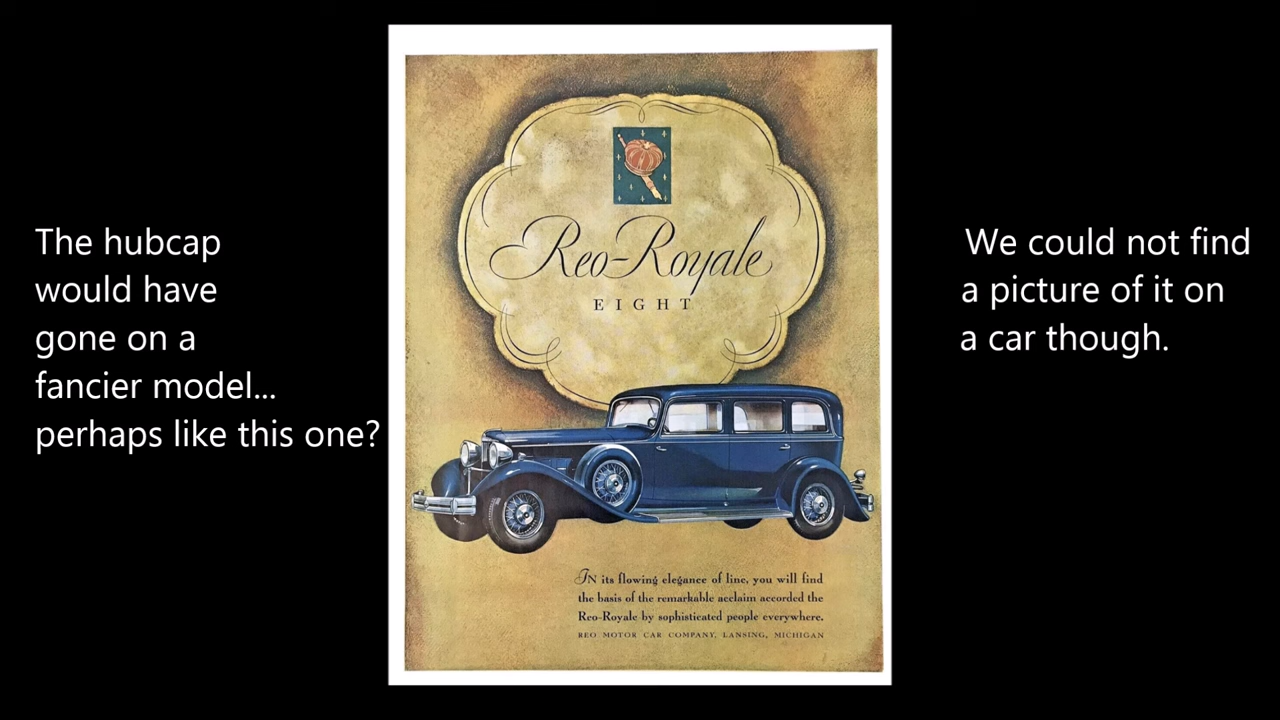 The hubcap
would have
gone on a
fancier model...
perhaps like this one?
Reo-Royale
EIGHT
IN its flowing elegance of line, you will find
the basis of the remarkable acclaim accorded the
Reo-Royale by sophisticated people everywhere.
REO MOTOR CAR COMPANY, LANSING, MICHIGAN
We could not find
a picture of it on
a car though.